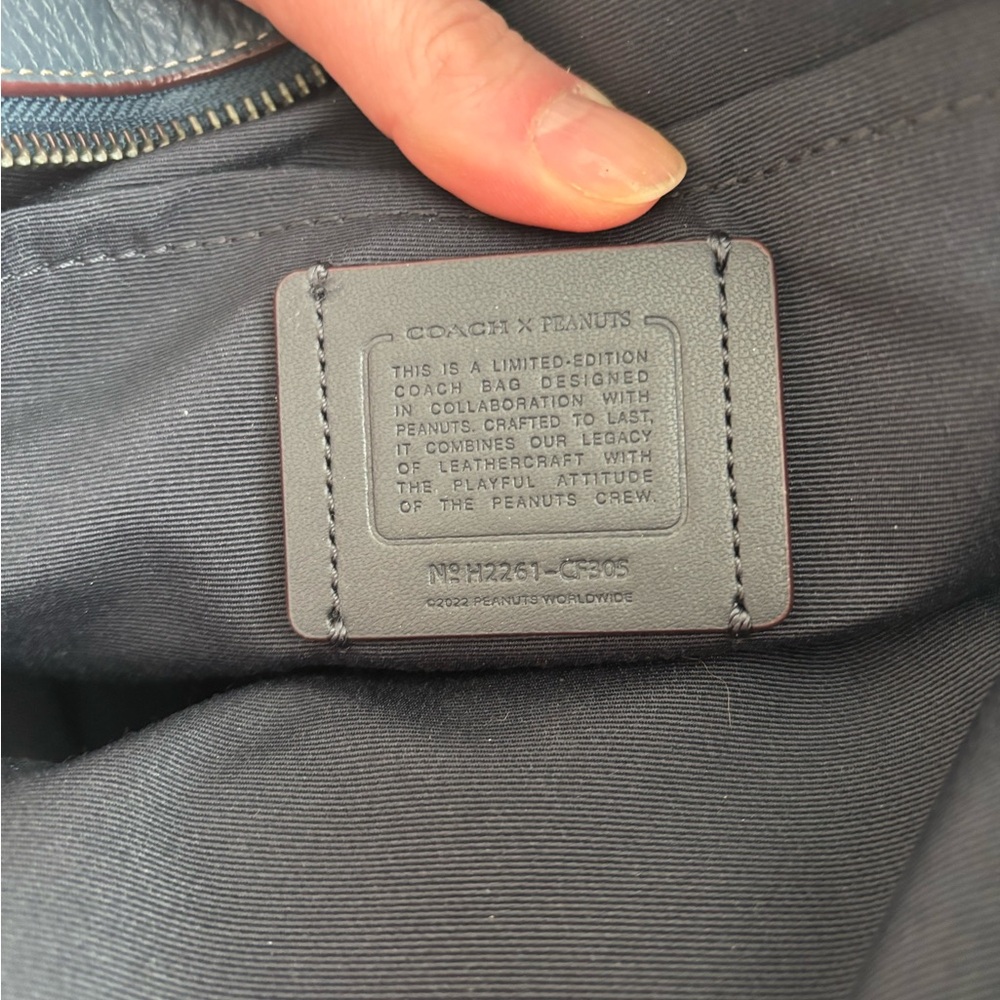 COACH X PEANUTS
THIS IS A LIMITED-EDITION
COACH BAG DESIGNED
IN COLLABORATION WITH
PEANUTS. CRAFTED TO LAST,
IT COMBINES OUR LEGACY
OF LEATHERCRAFT WITH
THE PLAYFUL ATTITUDE
OF THE PEANUTS CREW.
Nº H2261-CF305
©2022 PEANUTS WORLDWIDE